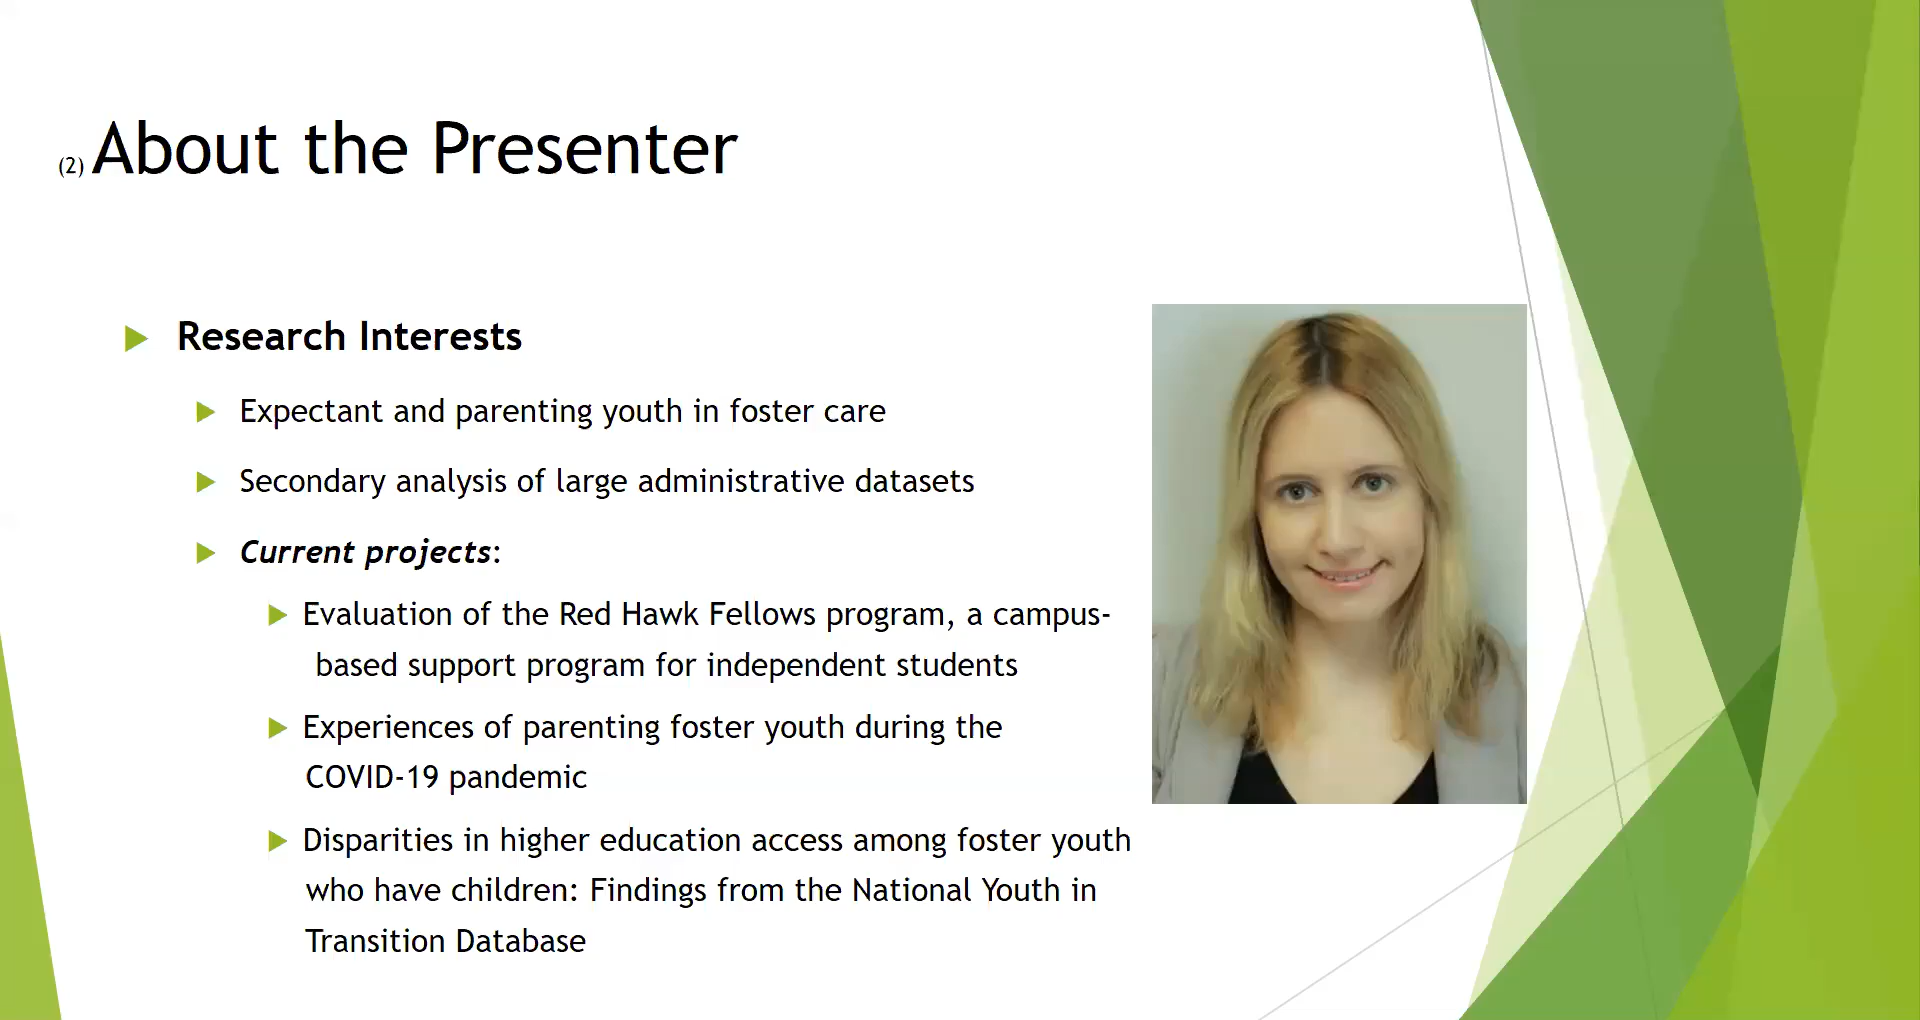 (2) About the Presenter
Research Interests
Expectant and parenting youth in foster care
Secondary analysis of large administrative datasets
Current projects:
Evaluation of the Red Hawk Fellows program, a campus-
based support program for independent students
Experiences of parenting foster youth during the
COVID-19 pandemic
Disparities in higher education access among foster youth
who have children: Findings from the National Youth in
Transition Database